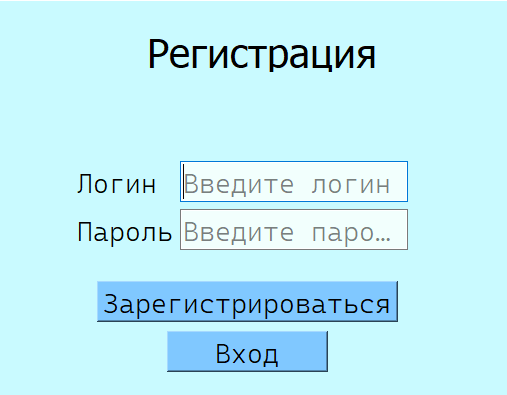 Регистрация
Логин Введите логин
Пароль Введите паро…
Зарегистрироваться
Вход